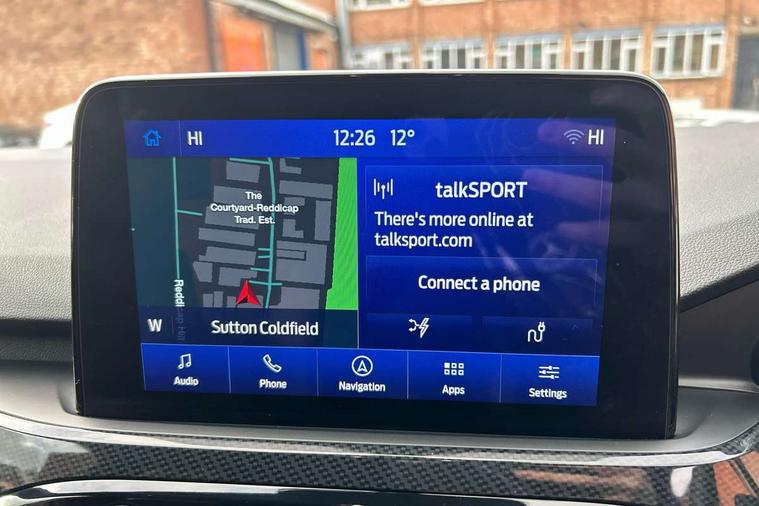 HI
12:26
12°
HI
The
Courtyard-Reddicap
Trad. Est.
talkSPORT
There's more online at
talksport.com
Connect a phone
W
Sutton Coldfield
Audio
Phone
Navigation
Apps
Settings